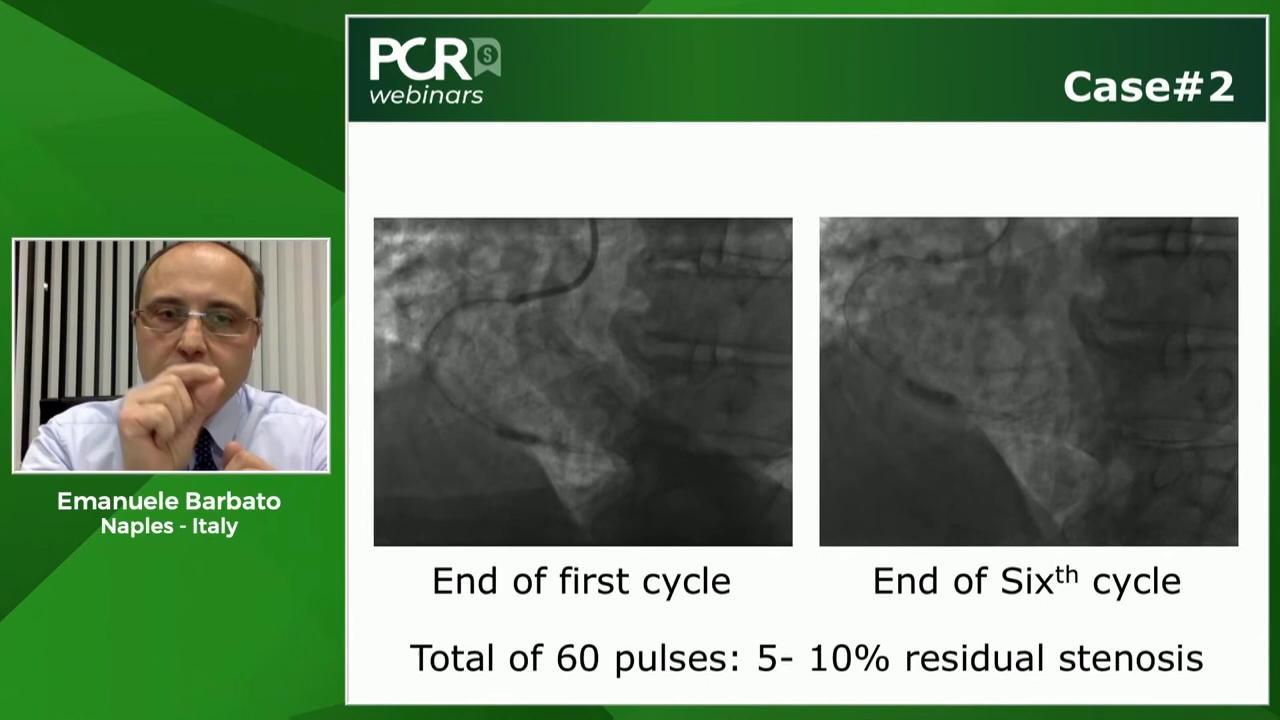 PCR
webinars
Case#2
Emanuele Barbato
Naples - Italy
End of first cycle
End of Sixth cycle
Total of 60 pulses: 5- 10% residual stenosis